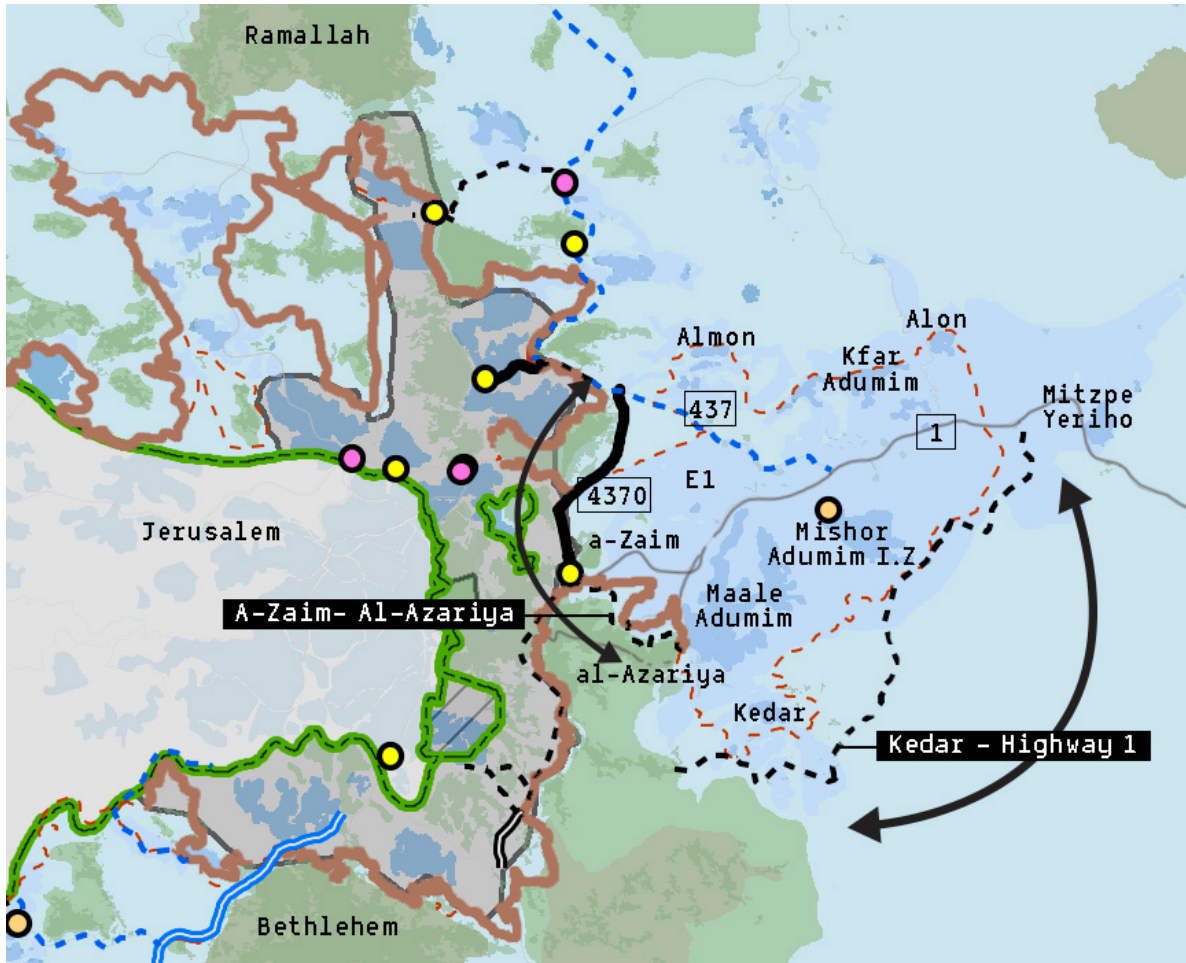 Ramallah
Almon
Alon
Kfar
Adumim
Mitzpe
Yeriho
437
1
E1
4370
Jerusalem
a-Zaim
Mishor
Adumim I.Z
Maale
Adumim
A-Zaim- Al-Azariya
al-Azariya
Kedar
Kedar - Highway 1
Bethlehem